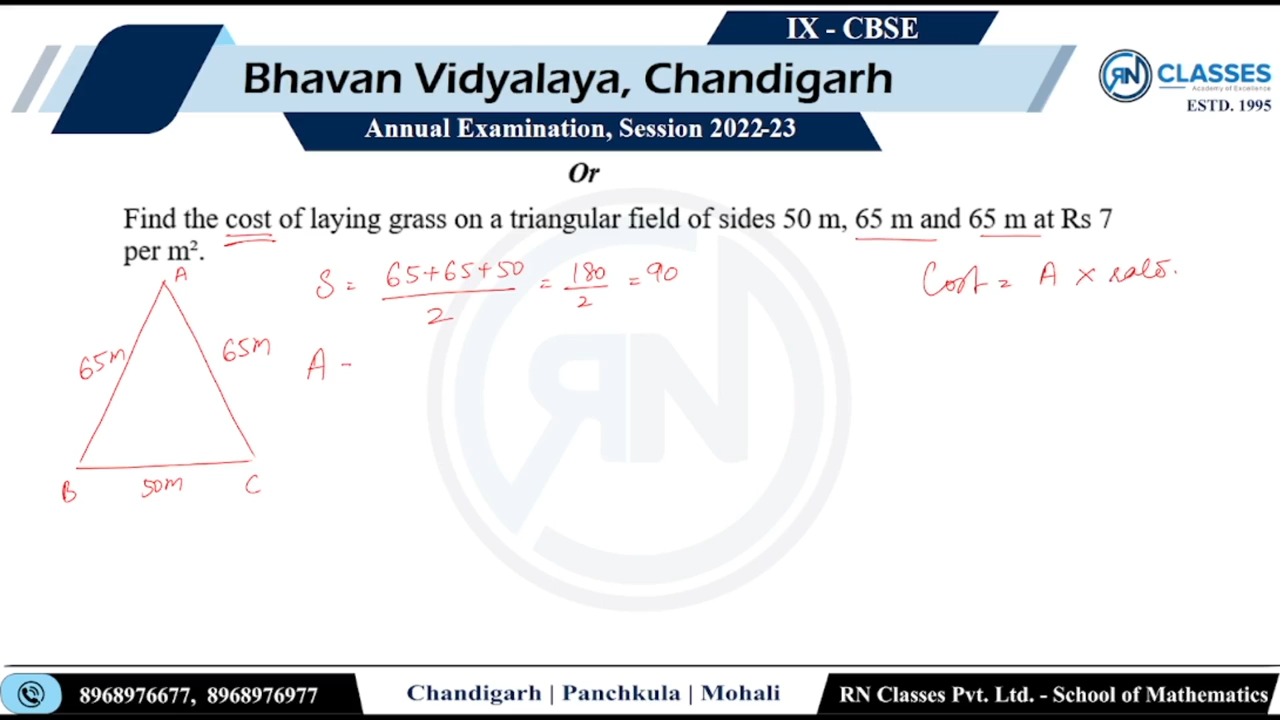 IX - CBSE
Bhavan Vidyalaya, Chandigarh
RN CLASSES
Academy of Excellence
ESTD. 1995
Annual Examination, Session 2022-23
Or
Find the cost of laying grass on a triangular field of sides 50 m, 65 m and 65 m at Rs 7
per m².
A
65m
65m
B
50m
C
S = 65+65+50/2 = 180/2 = 90
Cost = A ×
A -
RN
8968976677, 8968976977
Chandigarh | Panchkula | Mohali
RN Classes Pvt. Ltd. - School of Mathematics